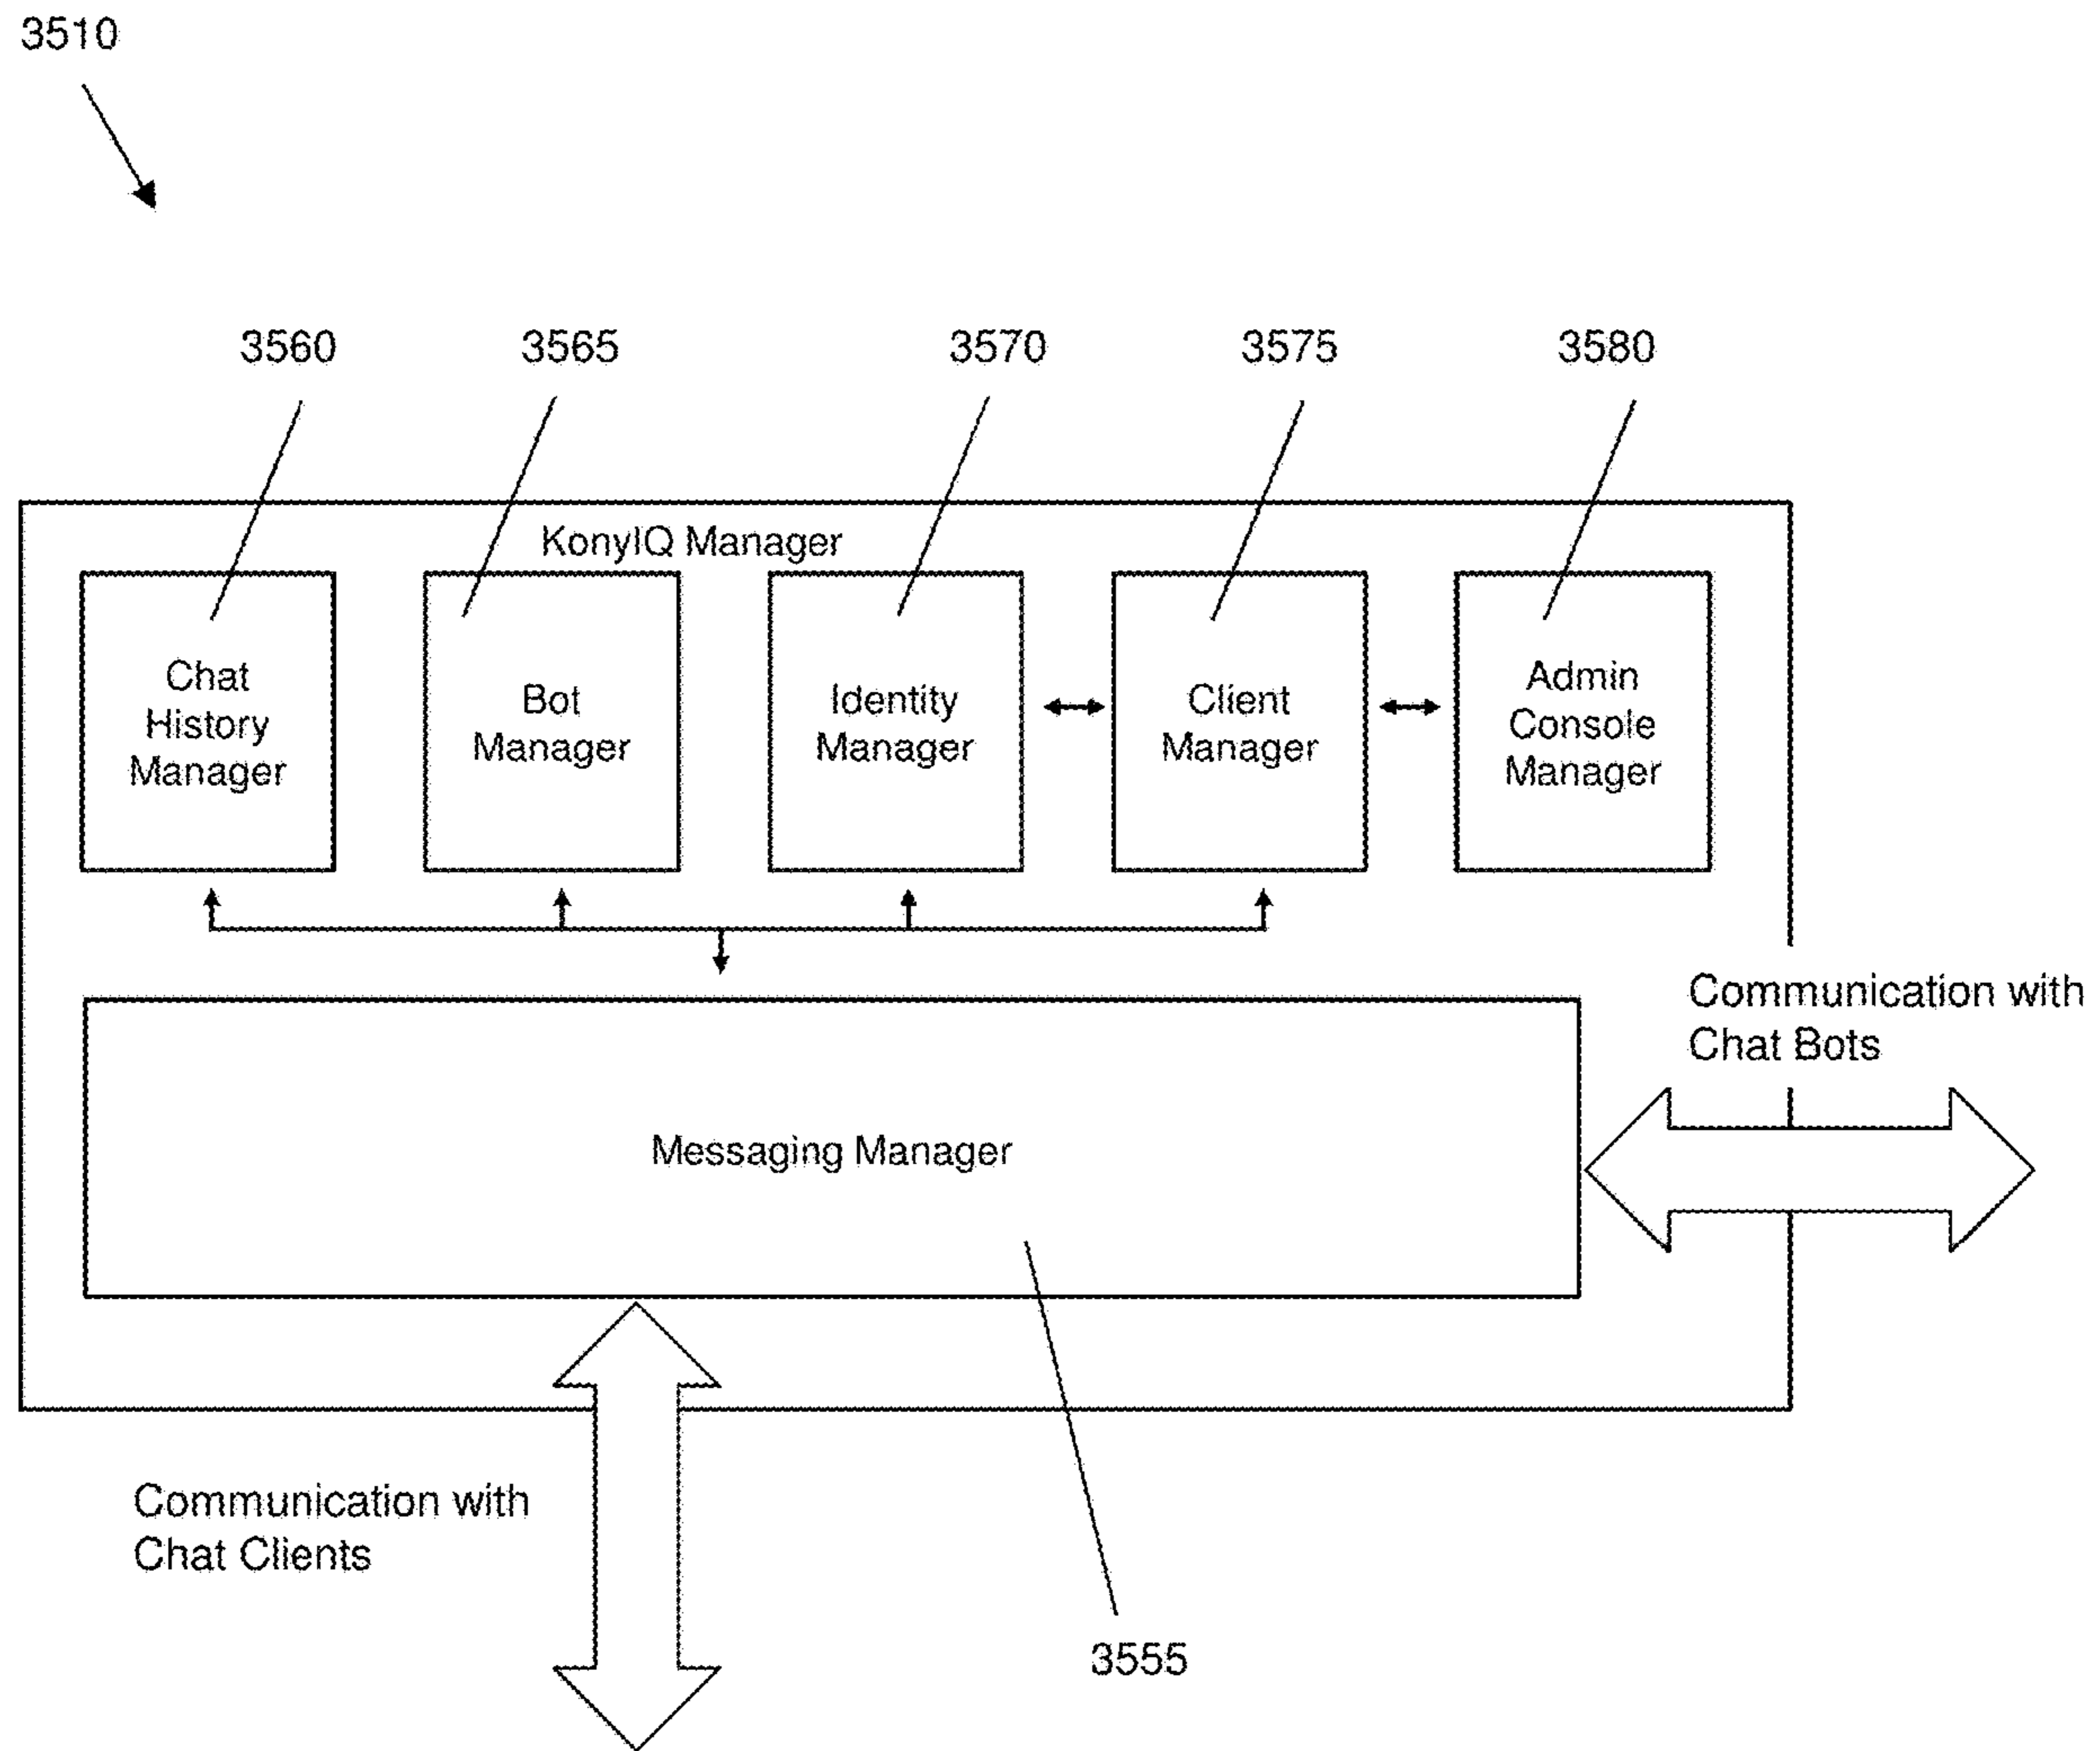 3510
3560
3565
3570
3575
3580
KonyIQ Manager
Chat
History
Manager
Bot
Manager
Identity
Manager
Client
Manager
Admin
Console
Manager
Communication with
Chat Bots
Messaging Manager
Communication with
Chat Clients
3555